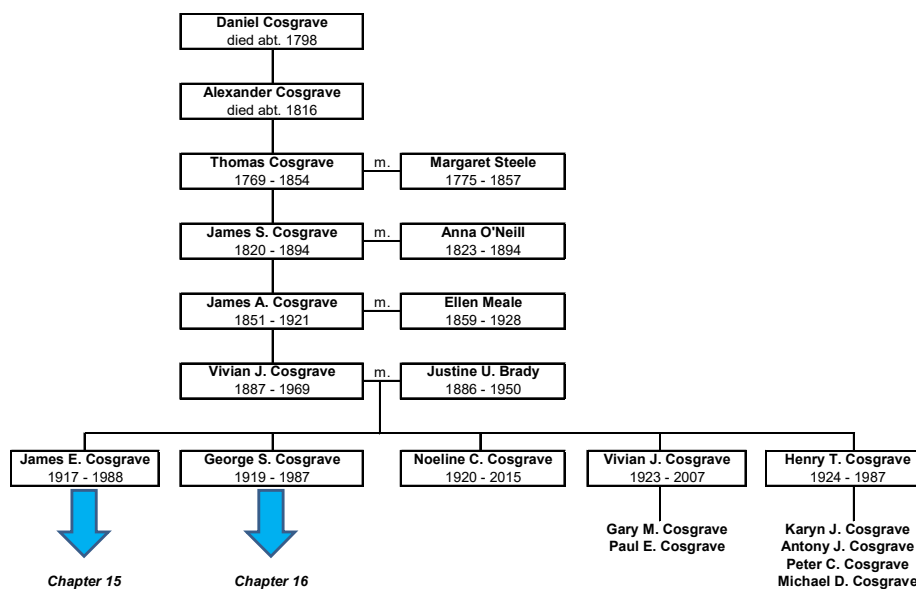 Daniel Cosgrave
died abt. 1798
Alexander Cosgrave
died abt. 1816
Thomas Cosgrave
1769 - 1854
m.
Margaret Steele
1775 - 1857
James S. Cosgrave
1820 - 1894
m.
Anna O'Neill
1823 - 1894
James A. Cosgrave
1851 - 1921
m.
Ellen Meale
1859 - 1928
Vivian J. Cosgrave
1887 - 1969
m.
Justine U. Brady
1886 - 1950
James E. Cosgrave
1917 - 1988
George S. Cosgrave
1919 - 1987
Noeline C. Cosgrave
1920 - 2015
Vivian J. Cosgrave
1923 - 2007
Henry T. Cosgrave
1924 - 1987
Gary M. Cosgrave
Paul E. Cosgrave
Karyn J. Cosgrave
Antony J. Cosgrave
Peter C. Cosgrave
Michael D. Cosgrave
Chapter 15
Chapter 16